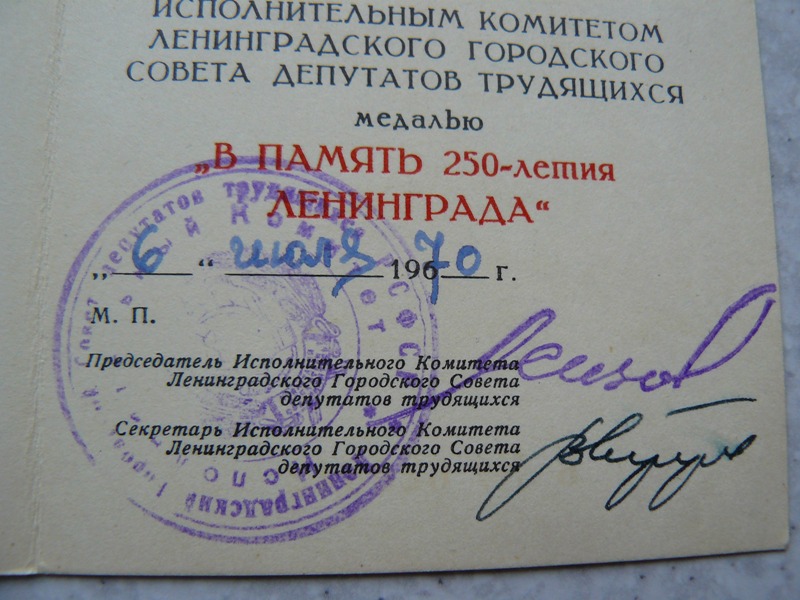 ИСПОЛНИТЕЛЬНЫМ КОМИТЕТОМ
ЛЕНИНГРАДСКОГО ГОРОДСКОГО
СОВЕТА ДЕПУТАТОВ ТРУДЯЩИХСЯ
медалью
„В ПАМЯТЬ 250-летия
ЛЕНИНГРАДА“
„6“ июля 19670 г.
М. П.
Председатель Исполнительного Комитета
Ленинградского Городского Совета
депутатов трудящихся
Секретарь Исполнительного Комитета
Ленинградского Городского Совета
депутатов трудящихся